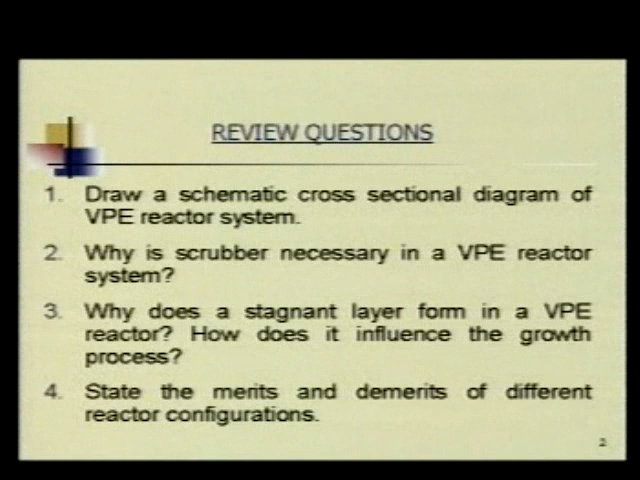 REVIEW QUESTIONS
1. Draw a schematic cross sectional diagram of
VPE reactor system.
2. Why is scrubber necessary in a VPE reactor
system?
3. Why does a stagnant layer form in a VPE
reactor? How does it influence the growth
process?
4. State the merits and demerits of different
reactor configurations.
2